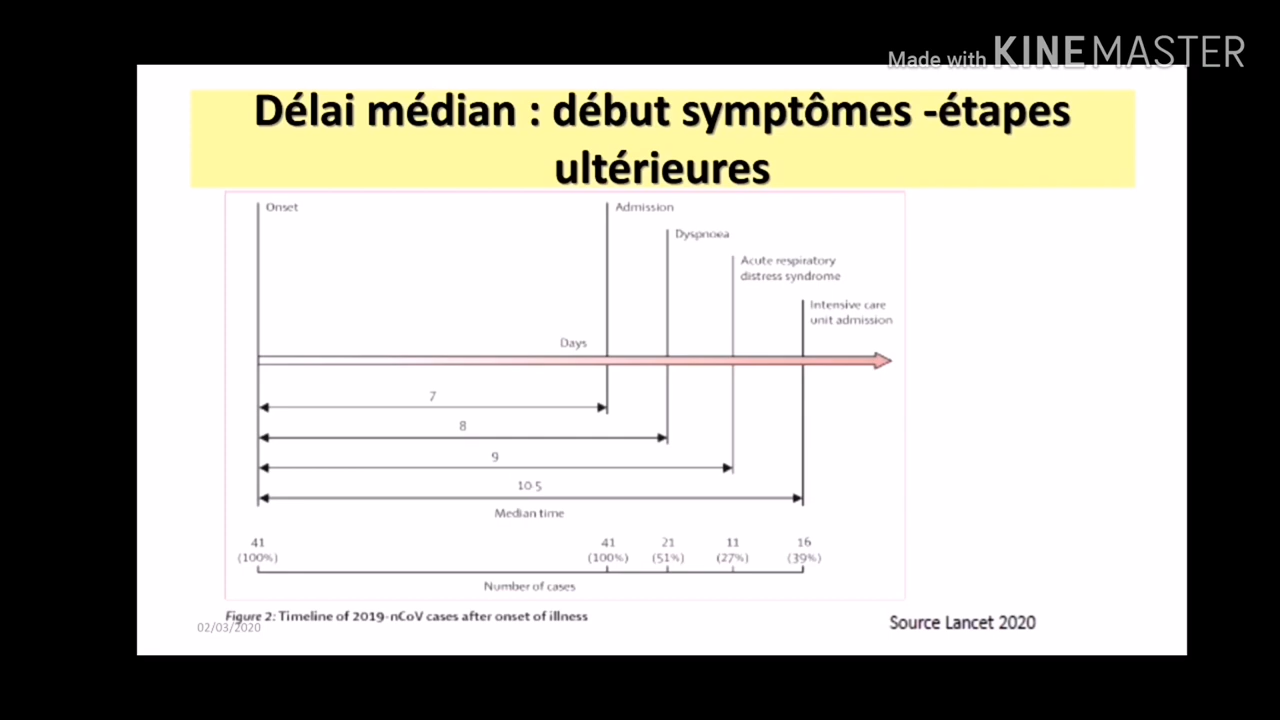 Made with KINEMASTER
Délai médian : début symptômes -étapes
ultérieures
Onset
Admission
Dyspnoea
Acute respiratory
distress syndrome
Intensive care
unit admission
Days
7
8
9
10·5
Median time
41 41 21 11 16
(100%) (100%) (51%) (27%) (39%)
Number of cases
Figure 2: Timeline of 2019-nCoV cases after onset of illness
02/03/2020
Source Lancet 2020